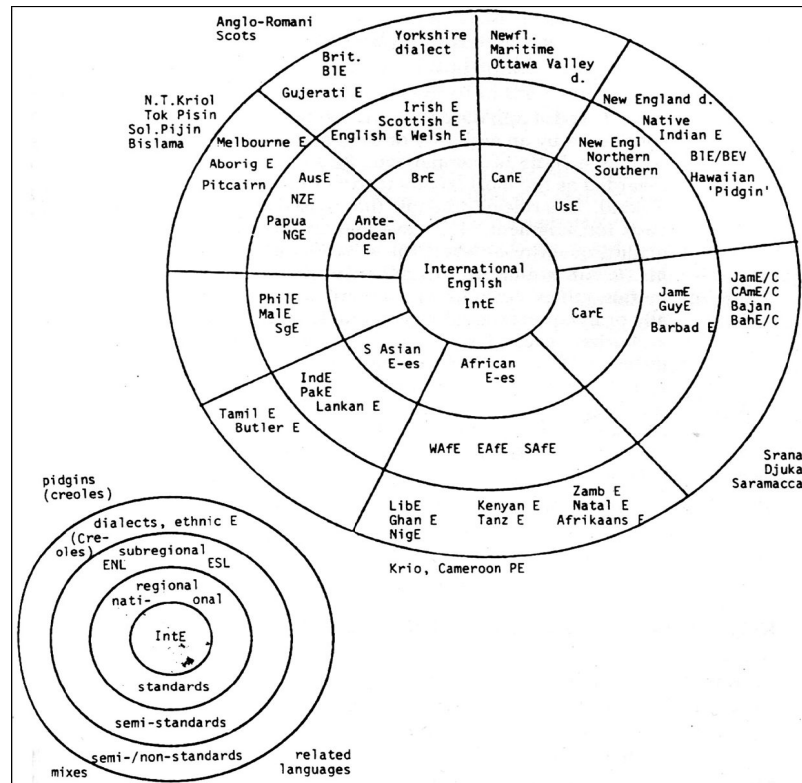 Anglo-Romani
Scots
Yorkshire
dialect
Brit.
BlE
Gujerati E
Newfl.
Maritime
Ottawa Valley
d.
New England d.
Native
Indian E
BlE/BEV
Hawaiian
'Pidgin'
N.T.Kriol
Tok Pisin
Sol.Pijin
Bislama
Melbourne E
Aborig E
Pitcairn
Irish E
Scottish E
English E Welsh E
New Engl
Northern
Southern
AusE
NZE
Papua
NGE
BrE
CanE
UsE
Ante-
podean
E
International
English
IntE
CarE
JamE
GuyE
Barbad E
JamE/C
CAmE/C
Bajan
BahE/C
PhilE
MalE
SgE
S Asian
E-es
African
E-es
IndE
PakE
Lankan E
Tamil E
Butler E
WAfE EAfE SAfE
LibE
Ghan E
NigE
Kenyan E
Tanz E
Zamb E
Natal E
Afrikaans E
Krio, Cameroon PE
Srana
Djuka
Saramacca
pidgins
(creoles)
dialects, ethnic E
(Cre-
oles)
subregional
ENL ESL
regional
nati- onal
IntE
standards
semi-standards
semi-/non-standards
mixes
related
languages